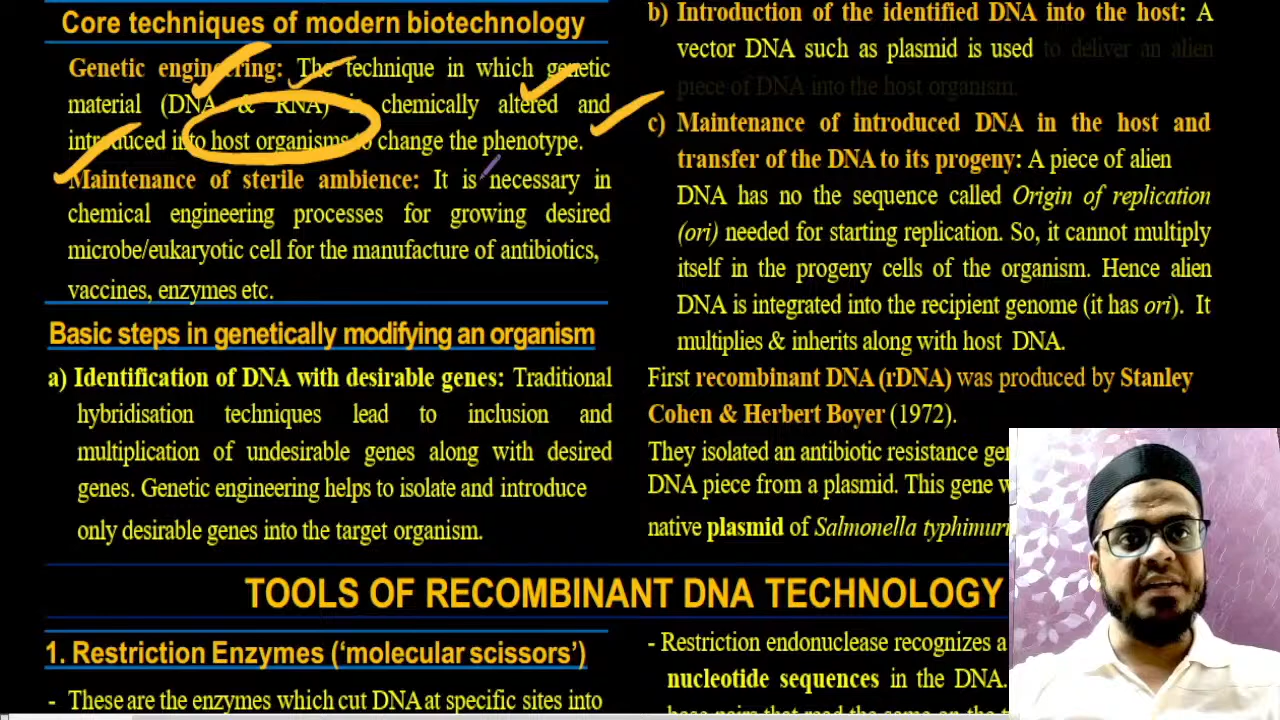 Core techniques of modern biotechnology
Genetic engineering: The technique in which genetic
material (DNA & RNA) is chemically altered and
introduced into host organisms to change the phenotype.
Maintenance of sterile ambience: It is necessary in
chemical engineering processes for growing desired
microbe/eukaryotic cell for the manufacture of antibiotics,
vaccines, enzymes etc.
Basic steps in genetically modifying an organism
a) Identification of DNA with desirable genes: Traditional
hybridisation techniques lead to inclusion and
multiplication of undesirable genes along with desired
genes. Genetic engineering helps to isolate and introduce
only desirable genes into the target organism.
b) Introduction of the identified DNA into the host: A
vector DNA such as plasmid is used to deliver an alien
piece of DNA into the host organism.
c) Maintenance of introduced DNA in the host and
transfer of the DNA to its progeny: A piece of alien
DNA has no the sequence called Origin of replication
(ori) needed for starting replication. So, it cannot multiply
itself in the progeny cells of the organism. Hence alien
DNA is integrated into the recipient genome (it has ori). It
multiplies & inherits along with host DNA.
First recombinant DNA (rDNA) was produced by Stanley
Cohen & Herbert Boyer (1972).
They isolated an antibiotic resistance
DNA piece from a plasmid. This gene
native plasmid of Salmonella
TOOLS OF RECOMBINANT DNA TECHNOLOGY
1. Restriction Enzymes (‘molecular scissors’)
- These are the enzymes which cut DNA at specific sites into
- Restriction endonuclease recognizes a
nucleotide sequences in the DNA.
base pairs that read the same on the